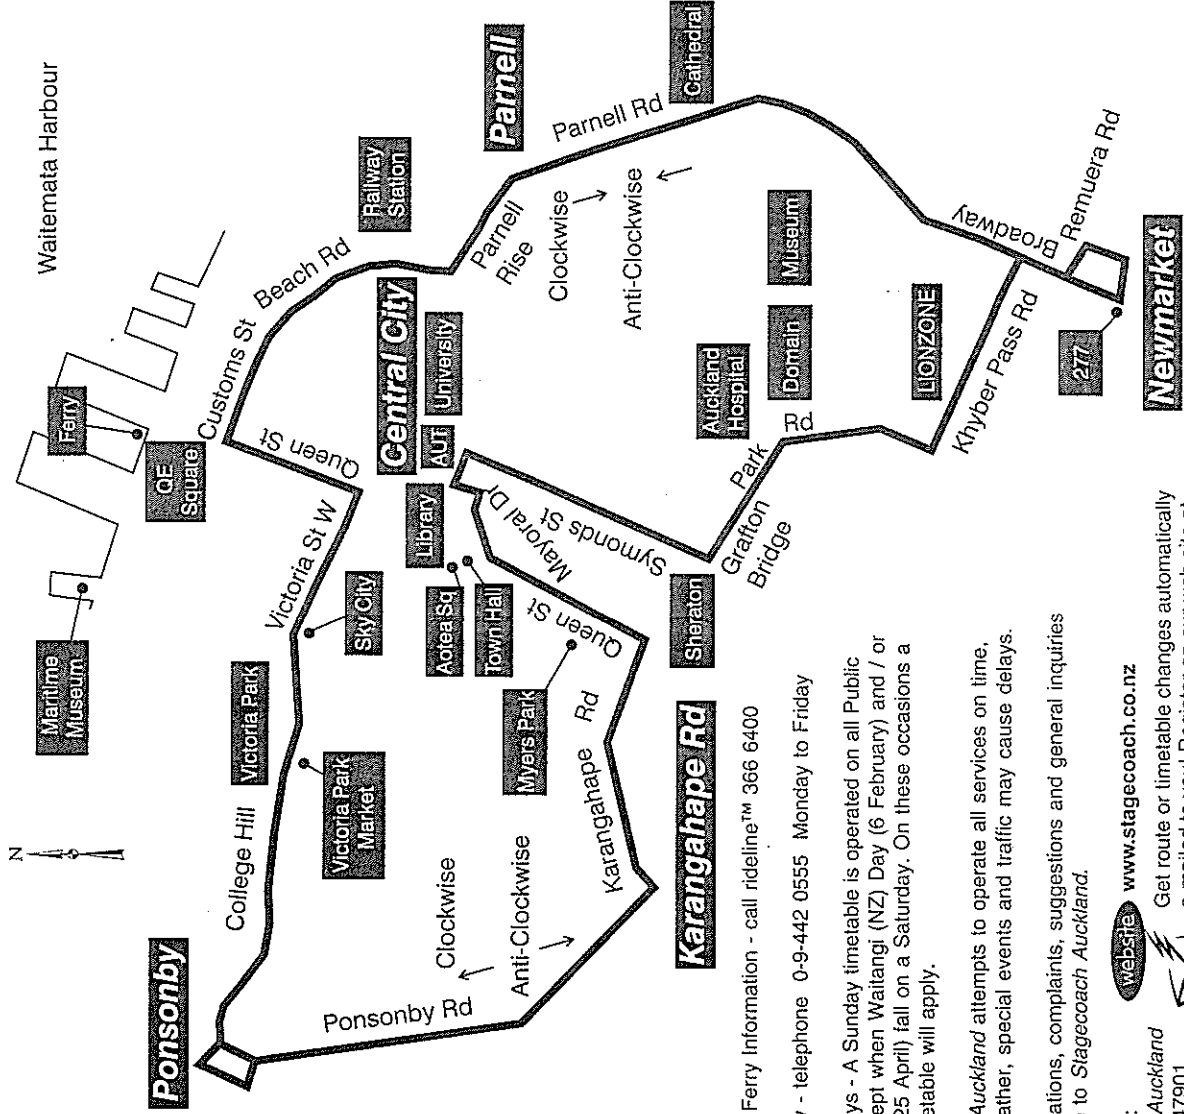 Waitemata Harbour
N
Maritime
Museum
Ferry
QE
Square
Customs St
Beach Rd
Railway
Station
Parnell
Queen St
Central City
Parnell
Rise
Parnell Rd
Cathedral
Ponsonby
College Hill
Victoria Park
Victoria St W
Victoria Park
Market
Sky City
Library
AUT
University
Clockwise
Anti-Clockwise
Aotea Sq
Town Hall
Mayoral Dr
Symonds St
Myers Park
Queen St
Clockwise
Anti-Clockwise
Ponsonby Rd
Karangahape Rd
Karangahape Rd
Sheraton
Grafton
Bridge
Park Rd
Auckland
Hospital
Domain
Museum
LIONZONE
Khyber Pass Rd
Broadway
Remuera Rd
277
Newmarket
Ferry Information - call rideline™ 366 6400
- telephone 0-9-442 0555 Monday to Friday
ys - A Sunday timetable is operated on all Public
ept when Waitangi (NZ) Day (6 February) and / or
25 April) fall on a Saturday. On these occasions a
etable will apply.
Auckland attempts to operate all services on time,
ather, special events and traffic may cause delays.
ations, complaints, suggestions and general inquiries
to Stagecoach Auckland.
:
website www.stagecoach.co.nz
Auckland
Get route or timetable changes automatically